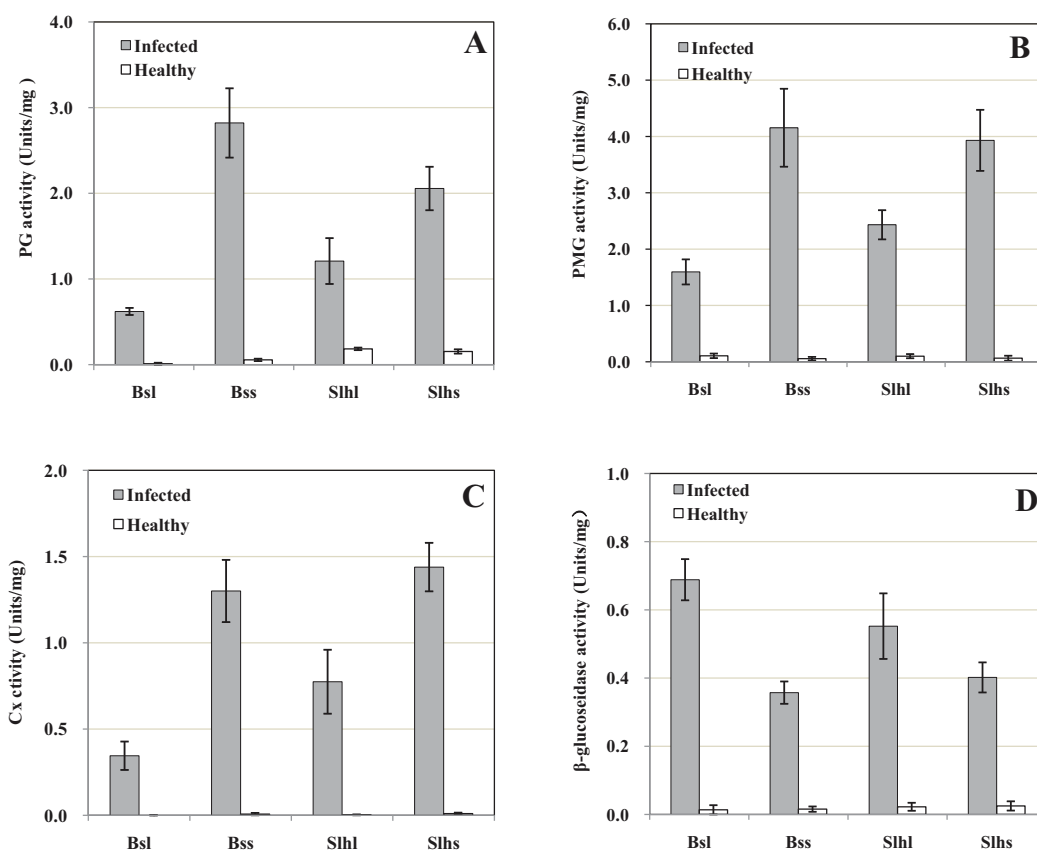 A
Infected
Healthy
PG activity (Units/mg )
4.0
3.0
2.0
1.0
0.0
Bsl Bss Slhl Slhs
B
Infected
Healthy
PMG activity (Units/mg)
6.0
5.0
4.0
3.0
2.0
1.0
0.0
Bsl Bss Slhl Slhs
C
Infected
Healthy
Cx ctivity (Units/mg)
2.0
1.5
1.0
0.5
0.0
Bsl Bss Slhl Slhs
D
Infected
Healthy
β-glucoseidase activity (Units/mg)
1.0
0.8
0.6
0.4
0.2
0.0
Bsl Bss Slhl Slhs